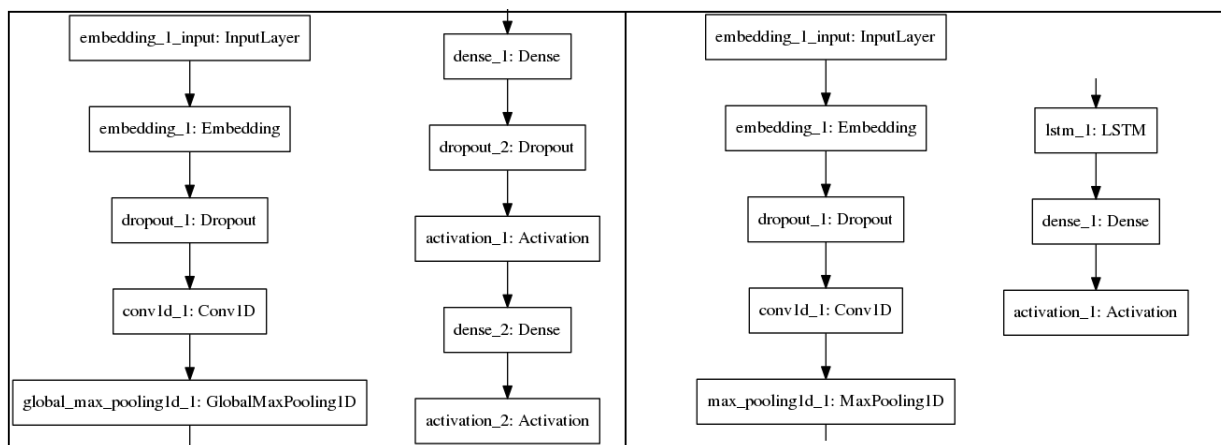 embedding_1_input: InputLayer
embedding_1: Embedding
dropout_1: Dropout
conv1d_1: Conv1D
global_max_pooling1d_1: GlobalMaxPooling1D
dense_1: Dense
dropout_2: Dropout
activation_1: Activation
dense_2: Dense
activation_2: Activation
embedding_1_input: InputLayer
embedding_1: Embedding
dropout_1: Dropout
conv1d_1: Conv1D
max_pooling1d_1: MaxPooling1D
lstm_1: LSTM
dense_1: Dense
activation_1: Activation